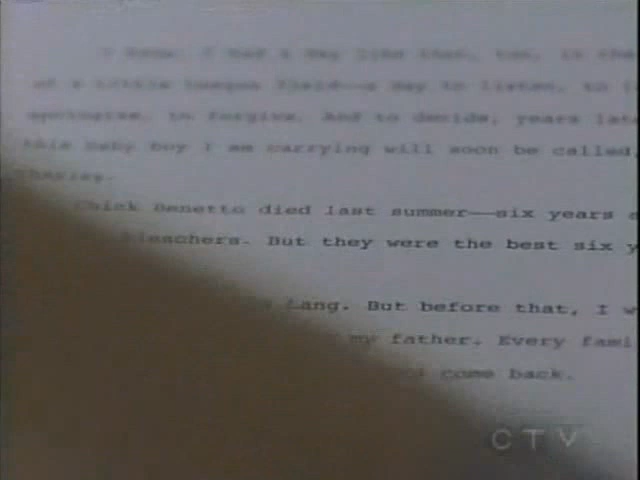 I know. I had a day like that, too, in the
of a little league field—a day to listen, to
apologize, to forgive. And to decide, years
this baby boy I am carrying will soon be called,
Charley.
Chick Benetto died last summer—six years
bleachers. But they were the best six
Lang. But before that, I
my father. Every
come back.
CTV